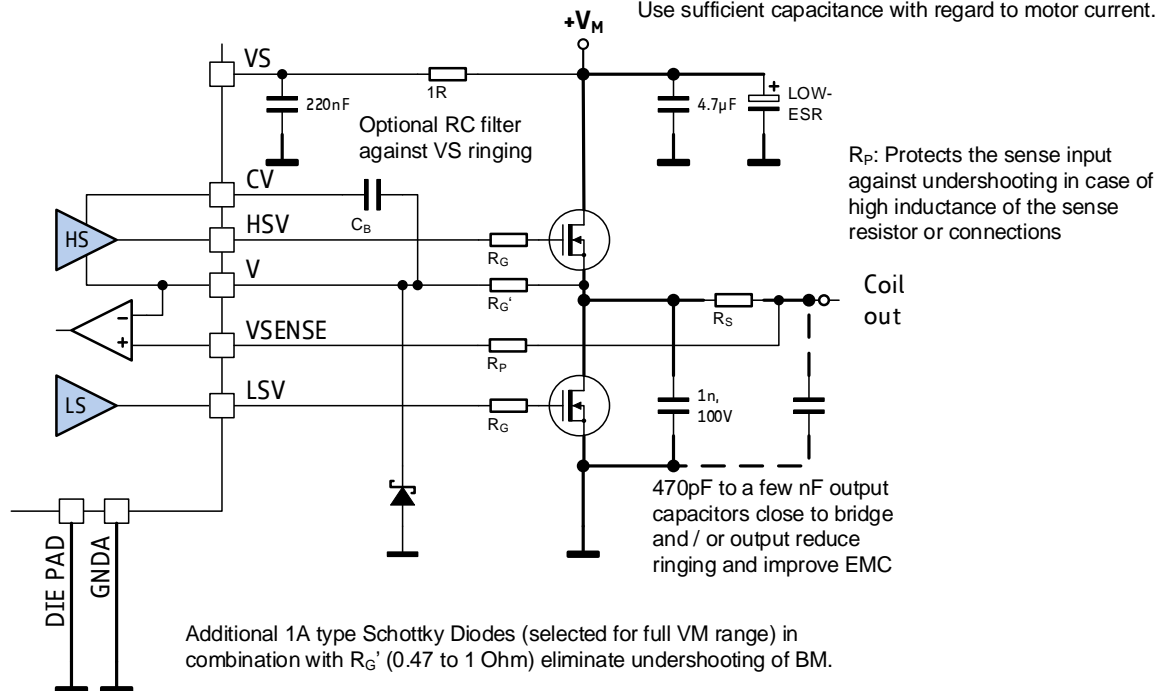 Use sufficient capacitance with regard to motor current.
+VM
VS
1R
220nF
4.7µF
+
LOW-
ESR
Optional RC filter
against VS ringing
RP: Protects the sense input
against undershooting in case of
high inductance of the sense
resistor or connections
CV
CB
HS
HSV
RG
V
RG'
Coil
out
RS
-
+
VSENSE
RP
LS
LSV
RG
1n,
100V
470pF to a few nF output
capacitors close to bridge
and / or output reduce
ringing and improve EMC
DIE PAD
GNDA
Additional 1A type Schottky Diodes (selected for full VM range) in
combination with RG' (0.47 to 1 Ohm) eliminate undershooting of BM.